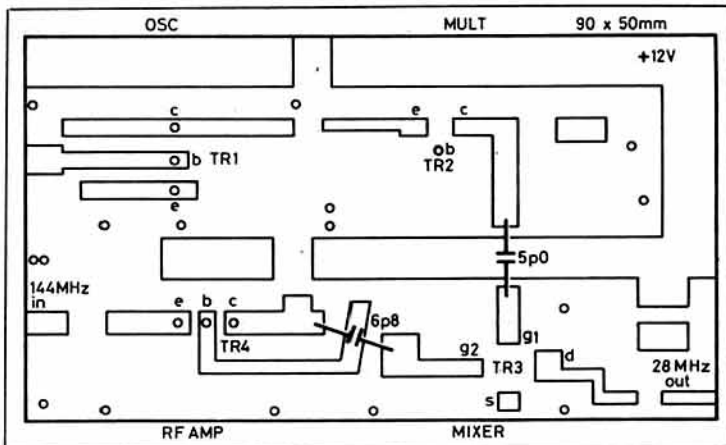 OSC MULT 90 x 50mm
+12V
c e c
b TR1 b
TR2
e
5p0
144MHz
in
e b c 6p8
TR4 g1
g2 TR3 d
28 MHz
out
s
RF AMP MIXER